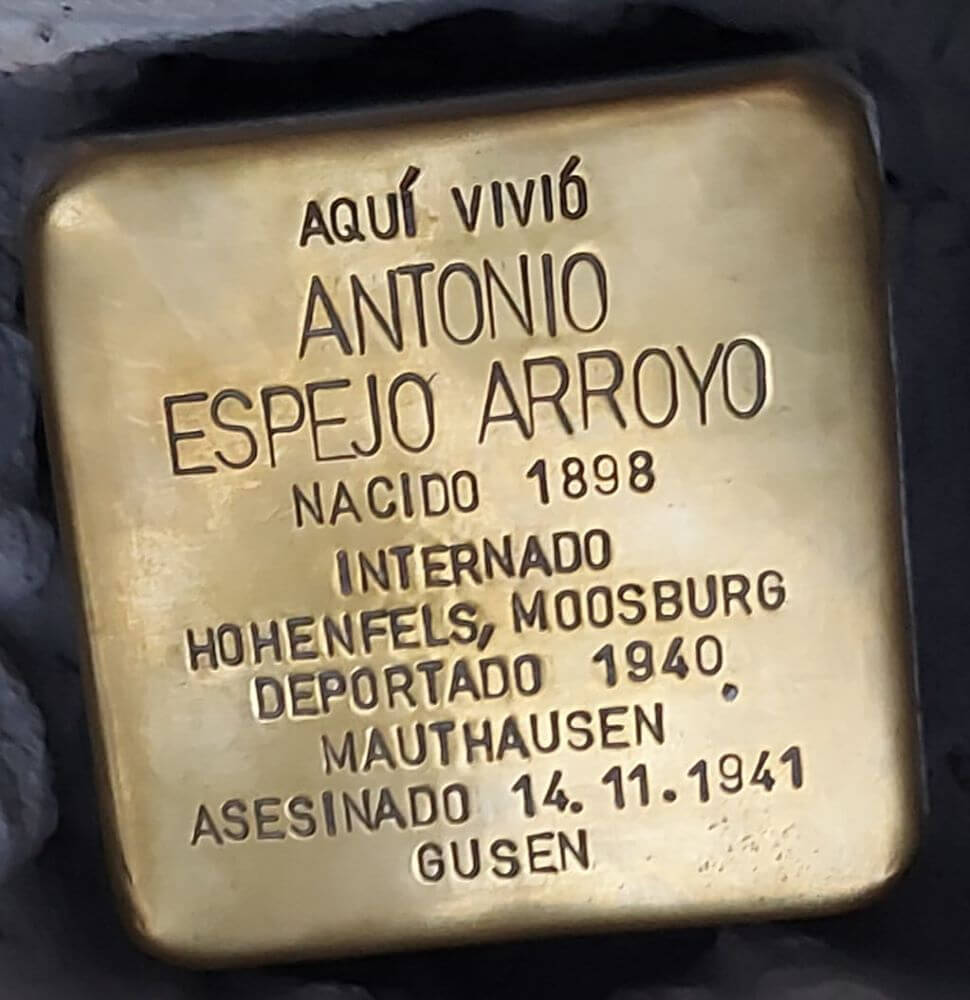 AQUÍ VIVIÓ
ANTONIO
ESPEJO ARROYO
NACIDO 1898
INTERNADO
HOHENFELS, MOOSBURG
DEPORTADO 1940
MAUTHAUSEN
ASESINADO 14.11.1941
GUSEN